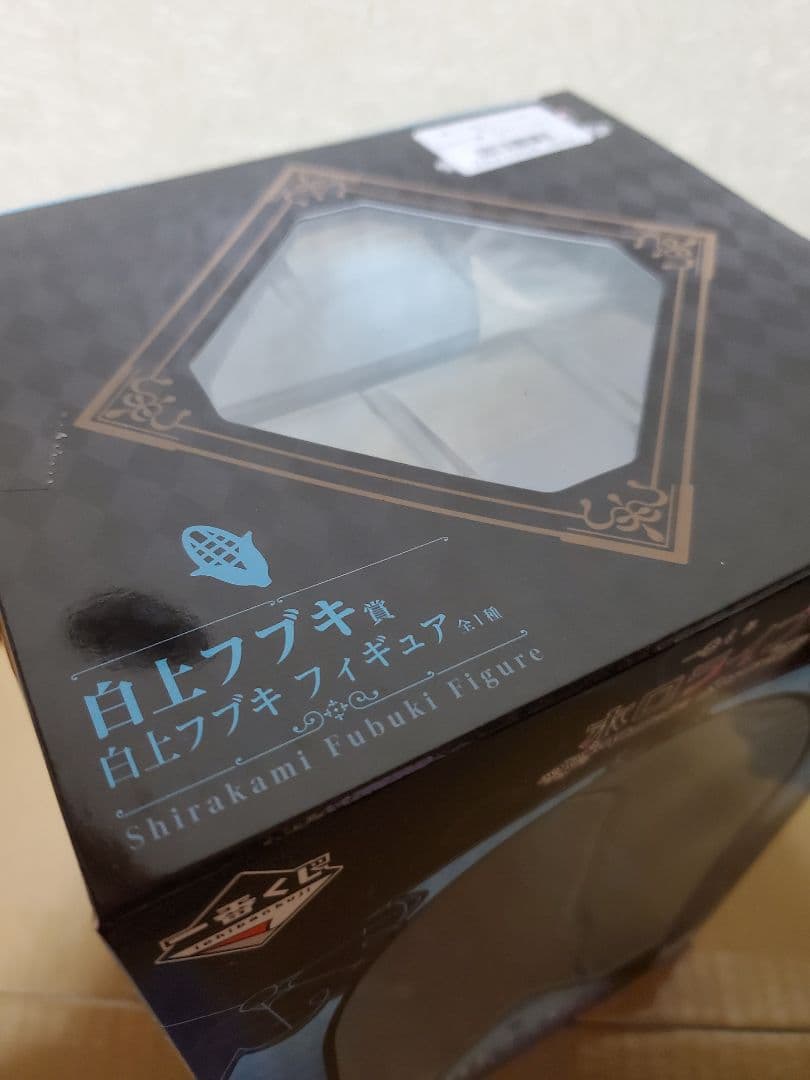 白上フブキ賞
白上フブキ フィギュア 全1種
Shirakami Fubuki Figure
一番くじ
ichibankuji